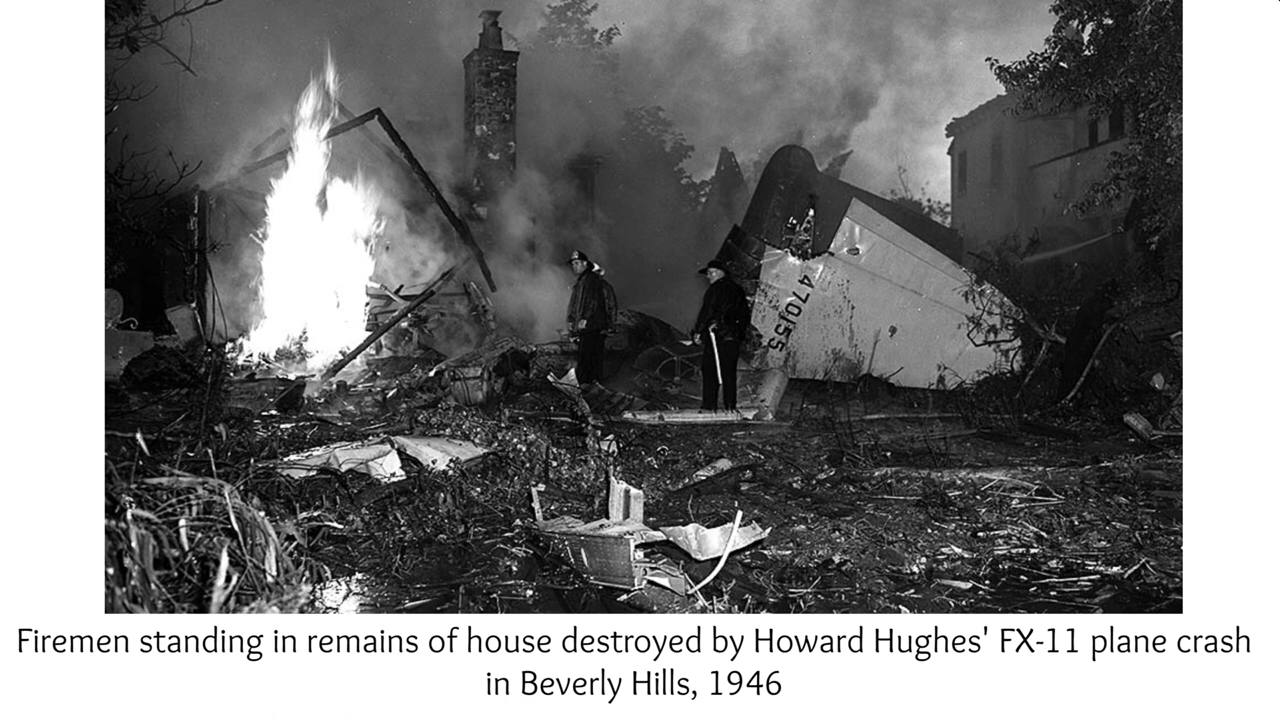 470155
Firemen standing in remains of house destroyed by Howard Hughes' FX-11 plane crash
in Beverly Hills, 1946